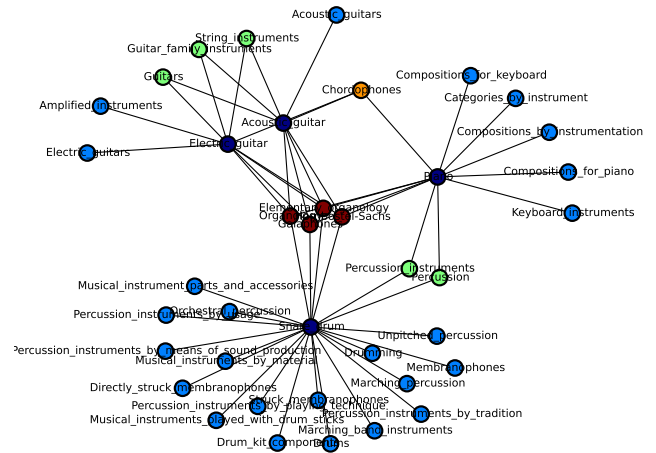 Acoustic_guitars
String_instruments
Guitar_family_instruments
Guitars
Compositions_for_keyboard
Chordophones
Categories_by_instrument
Amplified_instruments
Acoustic_guitar
Compositions_by_instrumentation
Electric_guitar
Electric_guitars
Compositions_for_piano
Piano
Elementary_organology
Keyboard_instruments
Percussion_instruments
Percussion
Musical_instrument_parts_and_accessories
Orchestral_percussion
Percussion_instruments_by_usage
Snare_drum
Unpitched_percussion
Percussion_instruments_by_means_of_sound_production
Drumming
Musical_instruments_by_material
Membranophones
Marching_percussion
Directly_struck_membranophones
Struck_membranophones
Percussion_instruments_by_playing_technique
Percussion_instruments_by_tradition
Musical_instruments_played_with_drum_sticks
Marching_band_instruments
Drum_kit_components
Drums